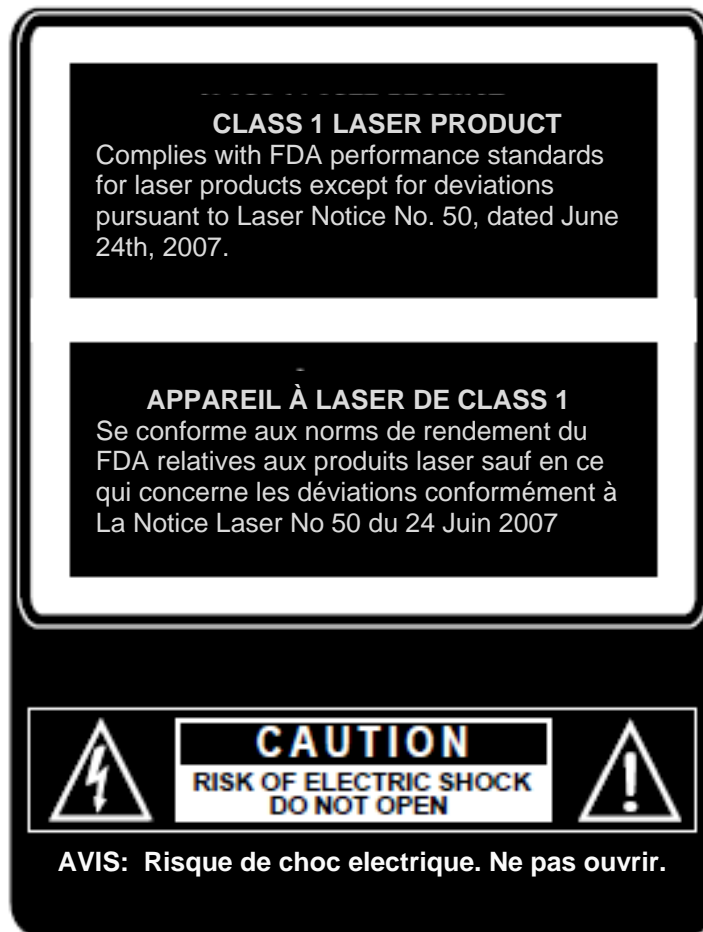 CLASS 1 LASER PRODUCT
Complies with FDA performance standards
for laser products except for deviations
pursuant to Laser Notice No. 50, dated June
24th, 2007.
APPAREIL À LASER DE CLASS 1
Se conforme aux norms de rendement du
FDA relatives aux produits laser sauf en ce
qui concerne les déviations conformément à
La Notice Laser No 50 du 24 Juin 2007
CAUTION
RISK OF ELECTRIC SHOCK
DO NOT OPEN
AVIS: Risque de choc electrique. Ne pas ouvrir.